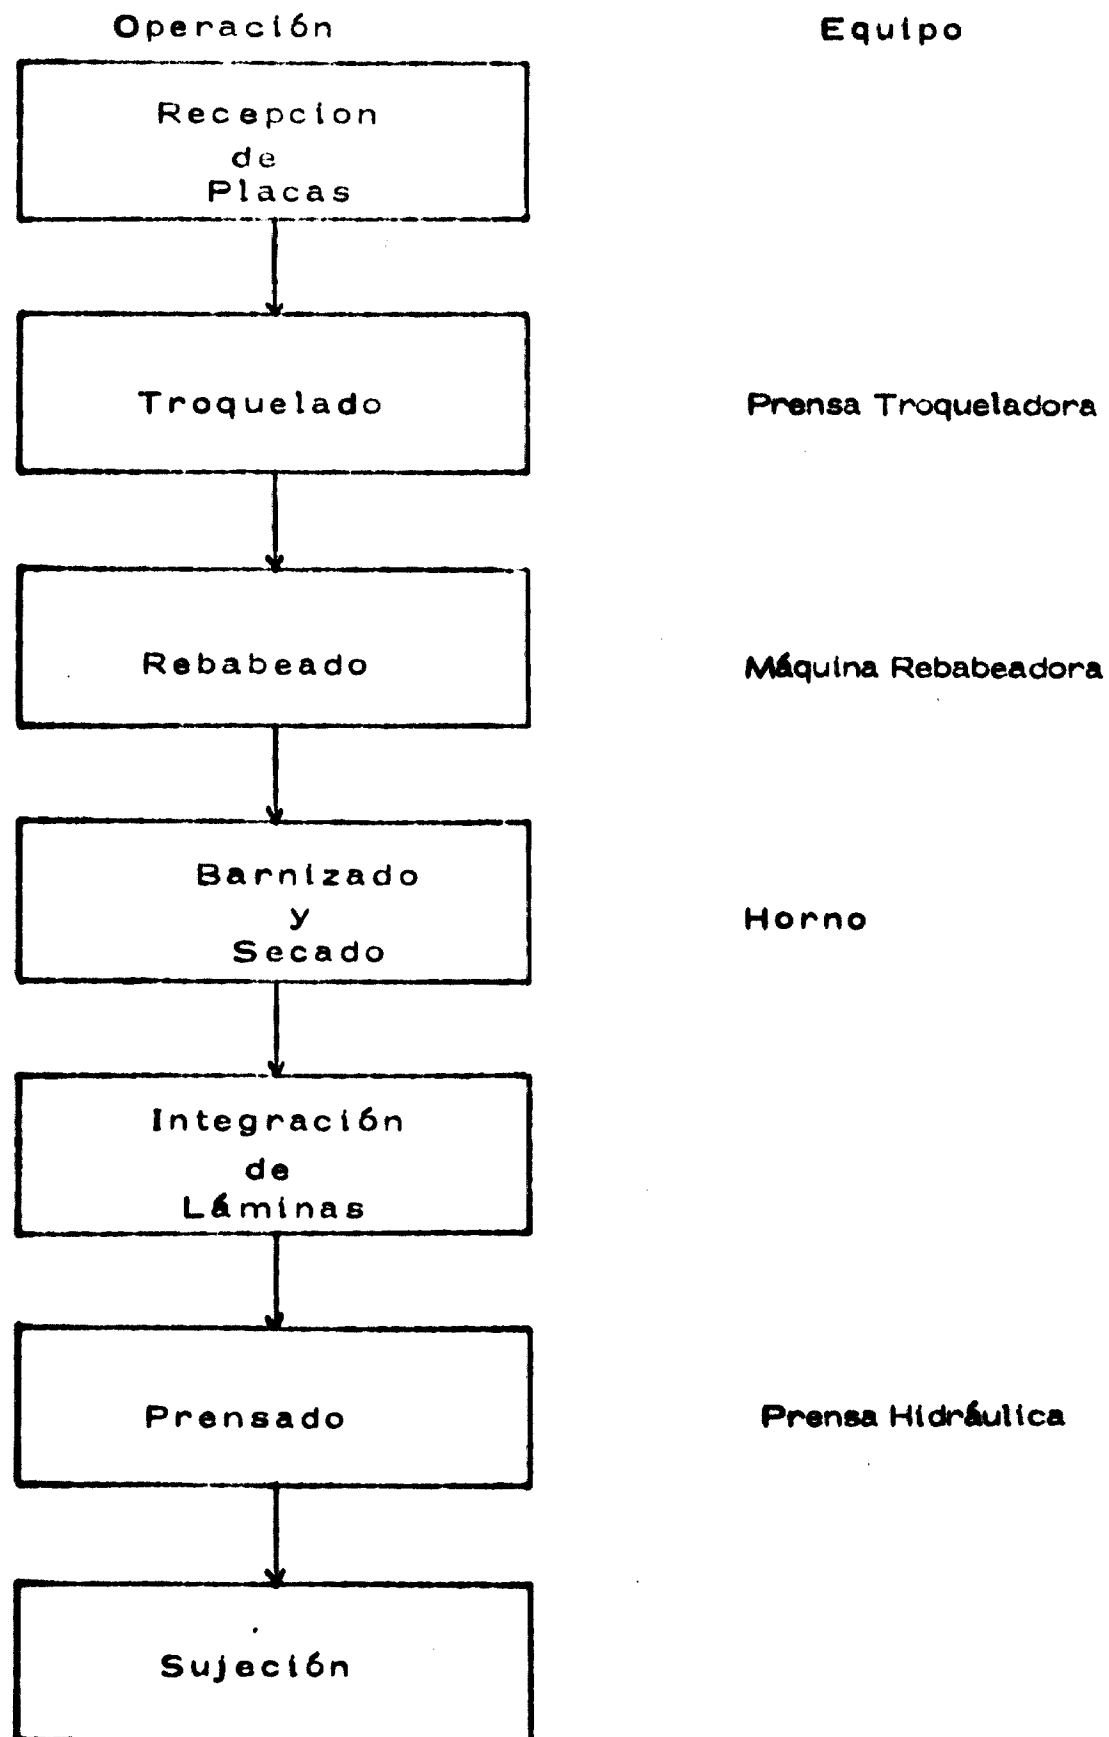 Operación
Equipo
Recepcion
de
Placas
Troquelado
Prensa Troqueladora
Rebabeado
Máquina Rebabeadora
Barnizado
y
Secado
Horno
Integración
de
Láminas
Prensado
Prensa Hidráulica
Sujeción